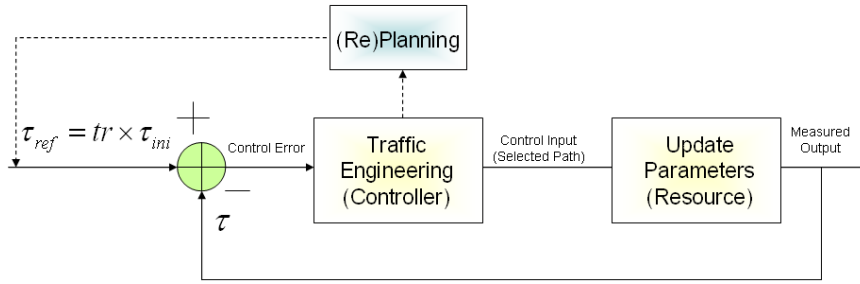 (Re)Planning
+
τref = tr × τini
Control Error
Traffic
Engineering
(Controller)
Control Input
(Selected Path)
Update
Parameters
(Resource)
Measured
Output
−
τ